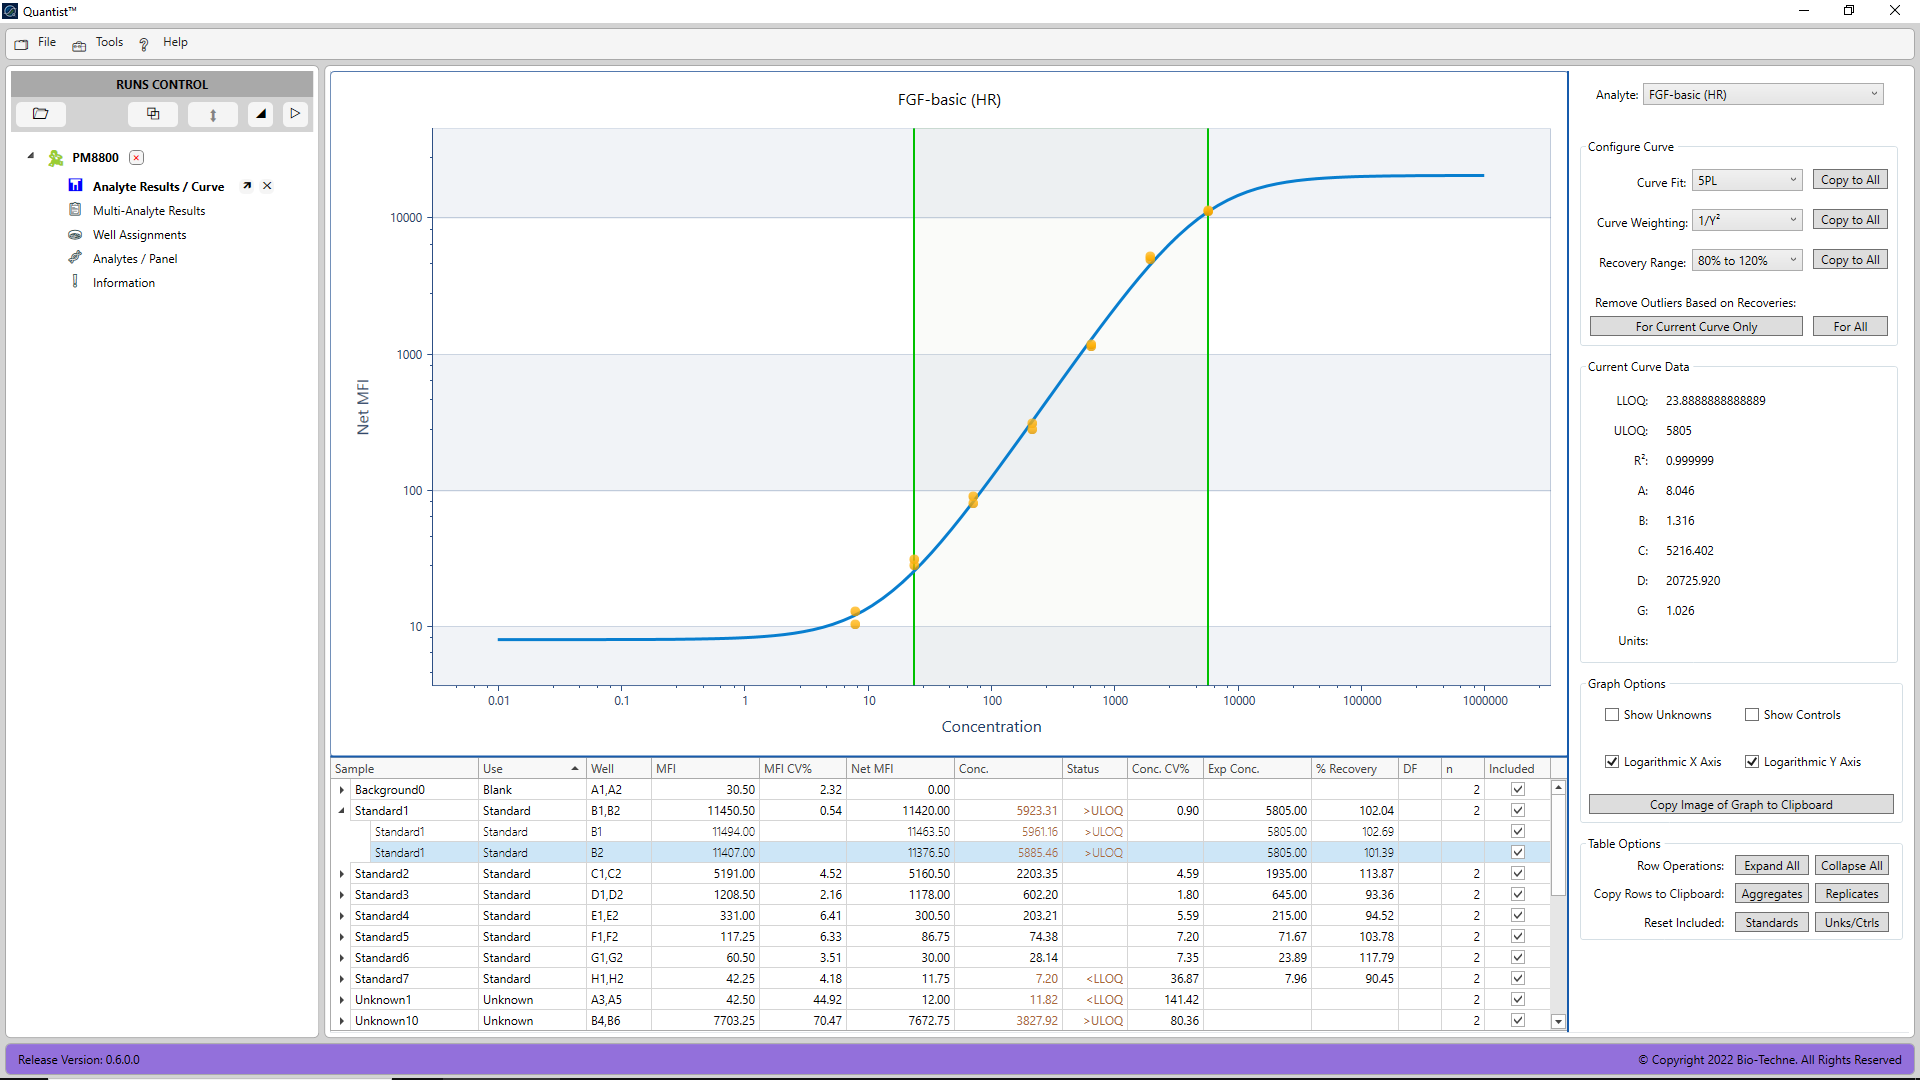 Quantist™
File Tools Help
RUNS CONTROL
PM8800
Analyte Results / Curve
Multi-Analyte Results
Well Assignments
Analytes / Panel
Information
FGF-basic (HR)
Net MFI
10000
1000
100
10
0.01 0.1 1 10 100 1000 10000 100000 1000000
Concentration
Analyte: FGF-basic (HR)
Configure Curve
Curve Fit: 5PL Copy to All
Curve Weighting: 1/Y² Copy to All
Recovery Range: 80% to 120% Copy to All
Remove Outliers Based on Recoveries:
For Current Curve Only For All
Current Curve Data
LLOQ: 23.8888888888889
ULOQ: 5805
R²: 0.999999
A: 8.046
B: 1.316
C: 5216.402
D: 20725.920
G: 1.026
Units:
Graph Options
Show Unknowns Show Controls
Logarithmic X Axis Logarithmic Y Axis
Copy Image of Graph to Clipboard
Table Options
Row Operations: Expand All Collapse All
Copy Rows to Clipboard: Aggregates Replicates
Reset Included: Standards Unks/Ctrls
Sample Use Well MFI MFI CV% Net MFI Conc. Status Conc. CV% Exp Conc. % Recovery DF n Included
Background0 Blank A1,A2 30.50 2.32 0.00 2
Standard1 Standard B1,B2 11450.50 0.54 11420.00 5923.31 >ULOQ 0.90 5805.00 102.04 2
Standard1 Standard B1 11494.00 11463.50 5961.16 >ULOQ 5805.00 102.69
Standard1 Standard B2 11407.00 11376.50 5885.46 >ULOQ 5805.00 101.39
Standard2 Standard C1,C2 5191.00 4.52 5160.50 2203.35 4.59 1935.00 113.87 2
Standard3 Standard D1,D2 1208.50 2.16 1178.00 602.20 1.80 645.00 93.36 2
Standard4 Standard E1,E2 331.00 6.41 300.50 203.21 5.59 215.00 94.52 2
Standard5 Standard F1,F2 117.25 6.33 86.75 74.38 7.20 71.67 103.78 2
Standard6 Standard G1,G2 60.50 3.51 30.00 28.14 7.35 23.89 117.79 2
Standard7 Standard H1,H2 42.25 4.18 11.75 7.20 <LLOQ 36.87 7.96 90.45 2
Unknown1 Unknown A3,A5 42.50 44.92 12.00 11.82 <LLOQ 141.42 2
Unknown10 Unknown B4,B6 7703.25 70.47 7672.75 3827.92 >ULOQ 80.36 2
Release Version: 0.6.0.0
© Copyright 2022 Bio-Techne. All Rights Reserved